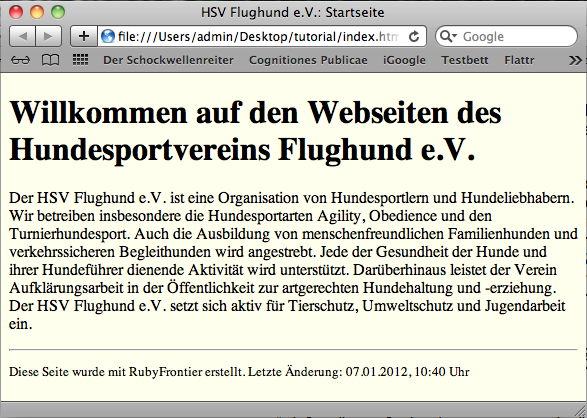 HSV Flughund e.V.: Startseite
file:///Users/admin/Desktop/tutorial/index.htm
Google
Der Schockwellenreiter Cognitiones Publicae iGoogle Testbett Flattr
Willkommen auf den Webseiten des
Hundesportvereins Flughund e.V.
Der HSV Flughund e.V. ist eine Organisation von Hundesportlern und Hundeliebhabern.
Wir betreiben insbesondere die Hundesportarten Agility, Obedience und den
Turnierhundesport. Auch die Ausbildung von menschenfreundlichen Familienhunden und
verkehrssicheren Begleithunden wird angestrebt. Jede der Gesundheit der Hunde und
ihrer Hundeführer dienende Aktivität wird unterstützt. Darüberhinaus leistet der Verein
Aufklärungsarbeit in der Öffentlichkeit zur artgerechten Hundehaltung und -erziehung.
Der HSV Flughund e.V. setzt sich aktiv für Tierschutz, Umweltschutz und Jugendarbeit
ein.
Diese Seite wurde mit RubyFrontier erstellt. Letzte Änderung: 07.01.2012, 10:40 Uhr